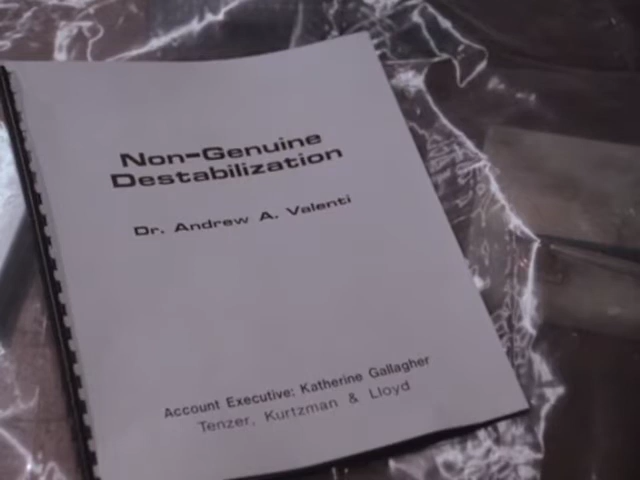 Non-Genuine
Destabilization
Dr. Andrew A. Valenti
Account Executive: Katherine Gallagher
Tenzer, Kurtzman & Lloyd